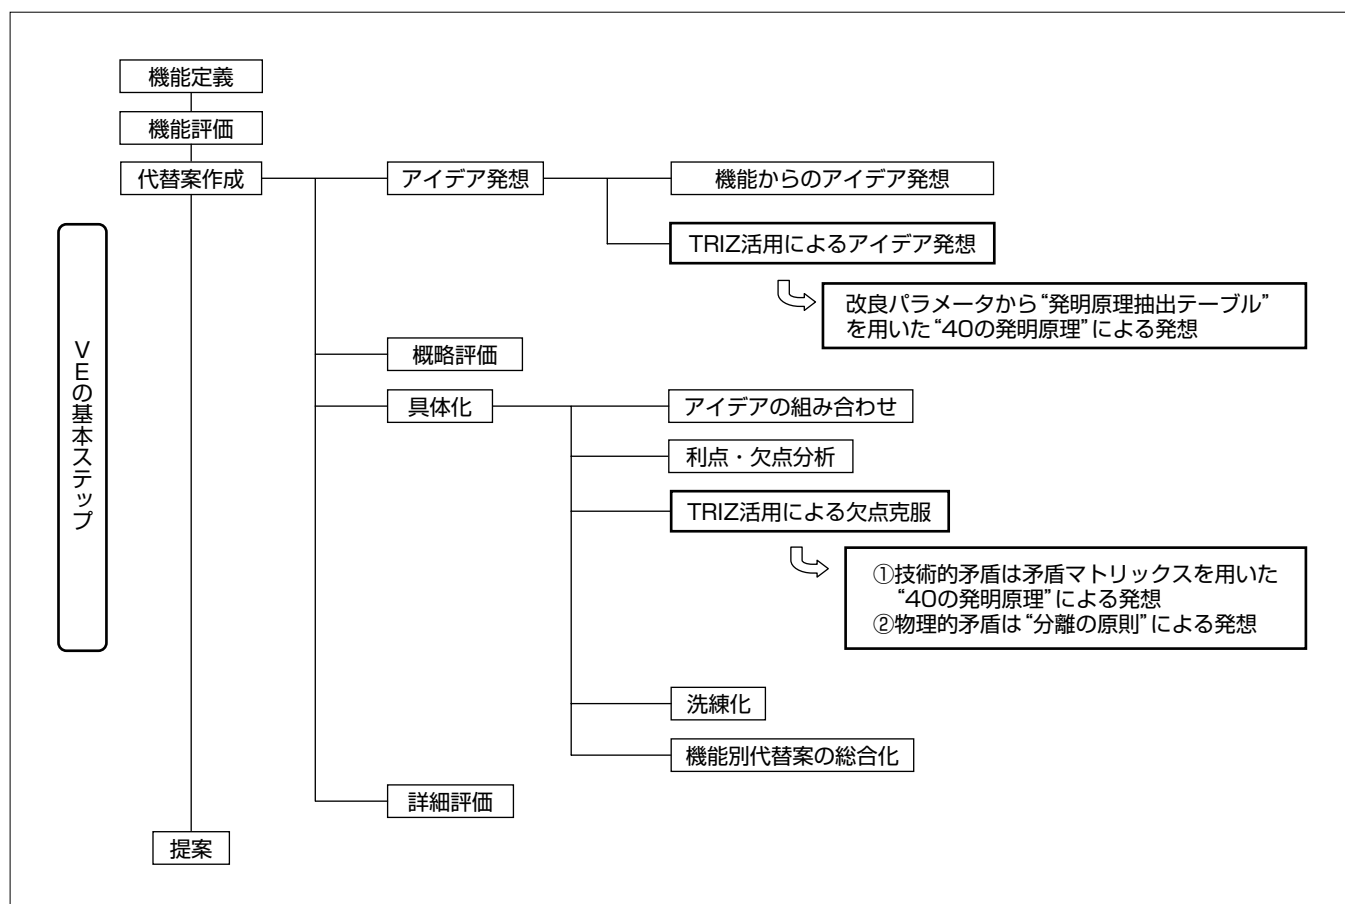 機能定義
機能評価
代替案作成
アイデア発想
機能からのアイデア発想
TRIZ活用によるアイデア発想
改良パラメータから“発明原理抽出テーブル”
を用いた“40の発明原理”による発想
VEの基本ステップ
概略評価
具体化
アイデアの組み合わせ
利点・欠点分析
TRIZ活用による欠点克服
①技術的矛盾は矛盾マトリックスを用いた
“40の発明原理”による発想
②物理的矛盾は“分離の原則”による発想
洗練化
機能別代替案の総合化
詳細評価
提案